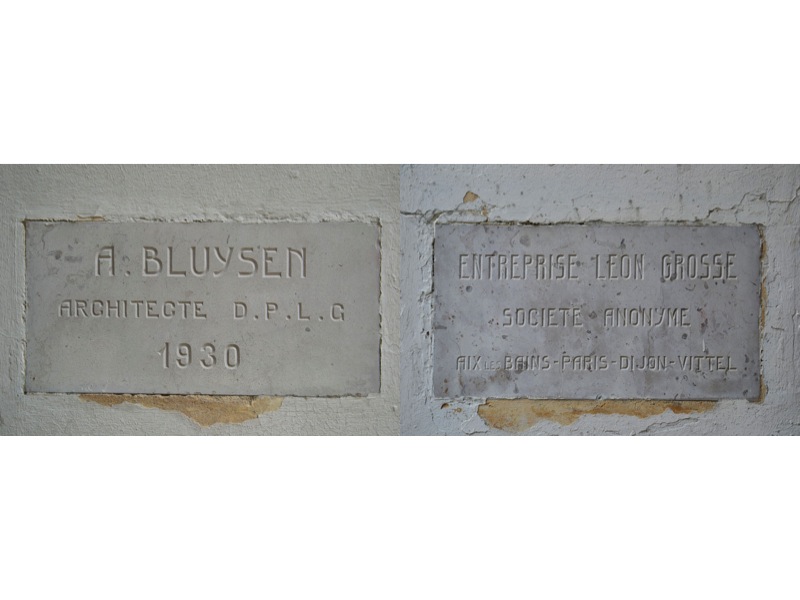 A. BLUYSEN
ARCHITECTE D.P.L.G
1930
ENTREPRISE LEON GROSSE
SOCIETE ANONYME
AIX LES BAINS-PARIS-DIJON-VITTEL